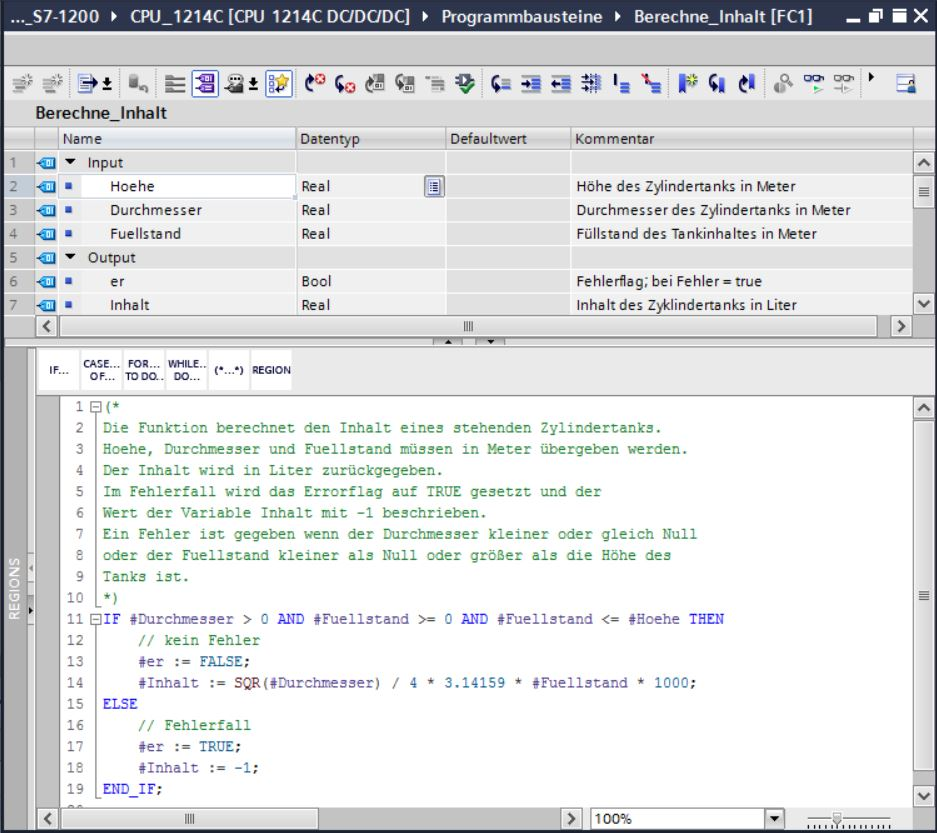 ..._S7-1200 ▸ CPU_1214C [CPU 1214C DC/DC/DC] ▸ Programmbausteine ▸ Berechne_Inhalt [FC1]
Berechne_Inhalt
Name Datentyp Defaultwert Kommentar
1 Input
2 Hoehe Real Höhe des Zylindertanks in Meter
3 Durchmesser Real Durchmesser des Zylindertanks in Meter
4 Fuellstand Real Füllstand des Tankinhaltes in Meter
5 Output
6 er Bool Fehlerflag; bei Fehler = true
7 Inhalt Real Inhalt des Zyklindertanks in Liter
IF... CASE... OF... FOR... TO DO.. WHILE.. DO... (*...*) REGION
REGIONS
1 (*
2 Die Funktion berechnet den Inhalt eines stehenden Zylindertanks.
3 Hoehe, Durchmesser und Fuellstand müssen in Meter übergeben werden.
4 Der Inhalt wird in Liter zurückgegeben.
5 Im Fehlerfall wird das Errorflag auf TRUE gesetzt und der
6 Wert der Variable Inhalt mit -1 beschrieben.
7 Ein Fehler ist gegeben wenn der Durchmesser kleiner oder gleich Null
8 oder der Fuellstand kleiner als Null oder größer als die Höhe des
9 Tanks ist.
10 *)
11 IF #Durchmesser > 0 AND #Fuellstand >= 0 AND #Fuellstand <= #Hoehe THEN
12 // kein Fehler
13 #er := FALSE;
14 #Inhalt := SQR(#Durchmesser) / 4 * 3.14159 * #Fuellstand * 1000;
15 ELSE
16 // Fehlerfall
17 #er := TRUE;
18 #Inhalt := -1;
19 END_IF;
100%